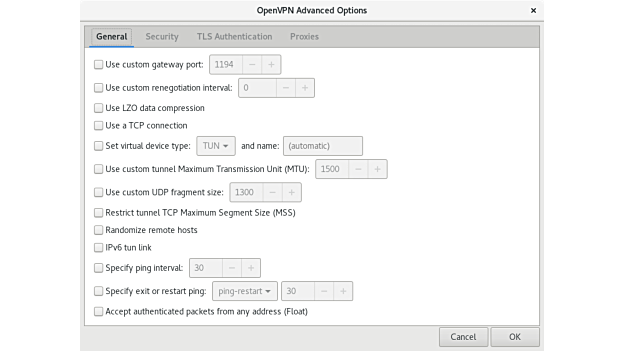 OpenVPN Advanced Options ×
General Security TLS Authentication Proxies
Use custom gateway port: 1194 − +
Use custom renegotiation interval: 0 − +
Use LZO data compression
Use a TCP connection
Set virtual device type: TUN and name: (automatic)
Use custom tunnel Maximum Transmission Unit (MTU): 1500 − +
Use custom UDP fragment size: 1300 − +
Restrict tunnel TCP Maximum Segment Size (MSS)
Randomize remote hosts
IPv6 tun link
Specify ping interval: 30 − +
Specify exit or restart ping: ping-restart 30 − +
Accept authenticated packets from any address (Float)
Cancel OK